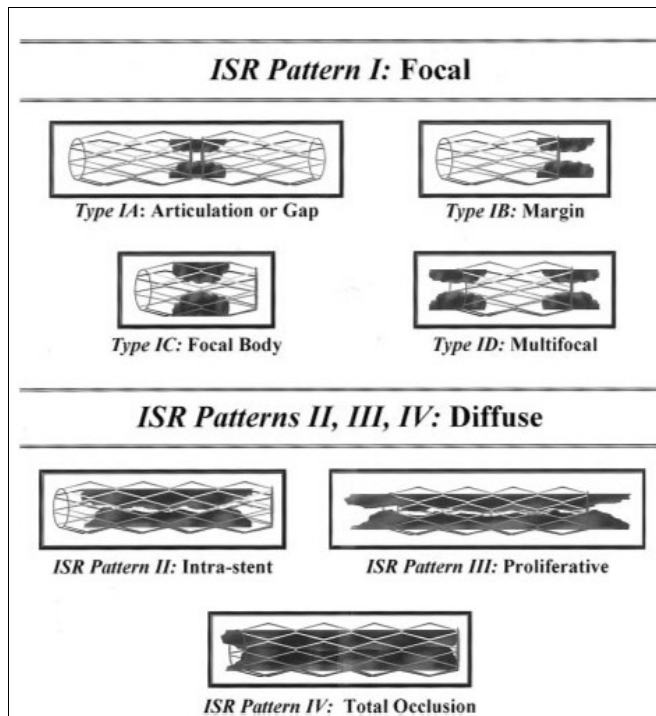 ISR Pattern I: Focal
Type IA: Articulation or Gap
Type IB: Margin
Type IC: Focal Body
Type ID: Multifocal
ISR Patterns II, III, IV: Diffuse
ISR Pattern II: Intra-stent
ISR Pattern III: Proliferative
ISR Pattern IV: Total Occlusion